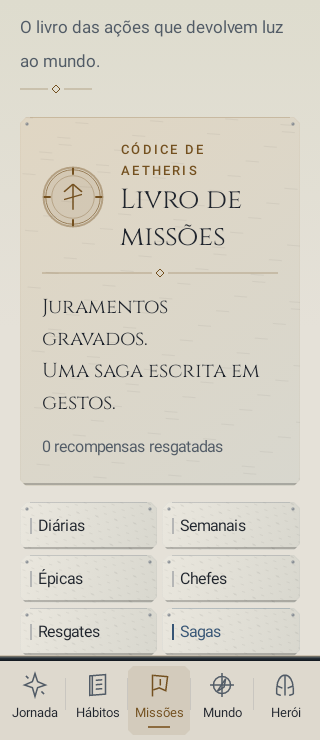 O livro das ações que devolvem luz
ao mundo.
CÓDICE DE
AETHERIS
Livro de
missões
Juramentos
gravados.
Uma saga escrita em
gestos.
0 recompensas resgatadas
Diárias
Semanais
Épicas
Chefes
Resgates
Sagas
Jornada
Hábitos
Missões
Mundo
Herói